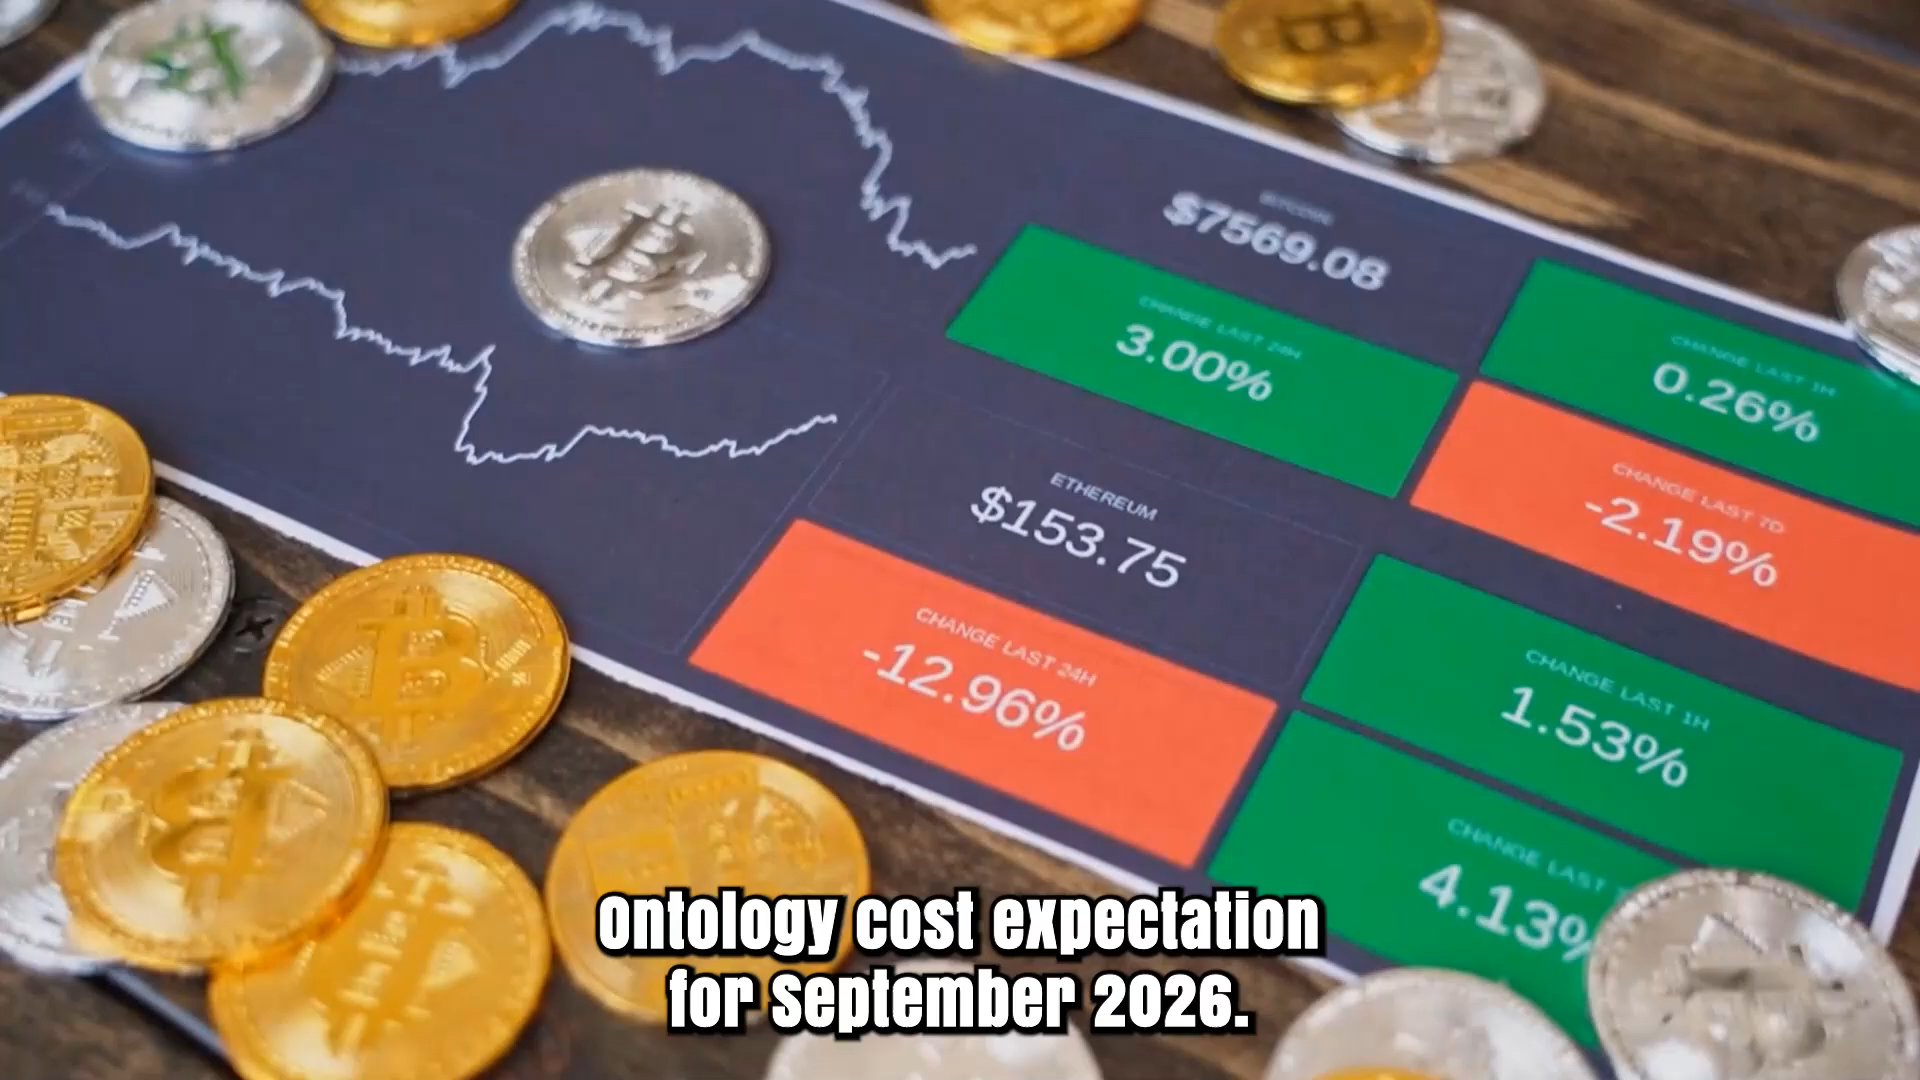 BITCOIN
$7569.08
CHANGE LAST 24H
3.00%
CHANGE LAST 1H
0.26%
CHANGE LAST 7D
-2.19%
ETHEREUM
$153.75
CHANGE LAST 24H
-12.96%
CHANGE LAST 1H
1.53%
CHANGE LAST
4.13%
Ontology cost expectation
for September 2026.